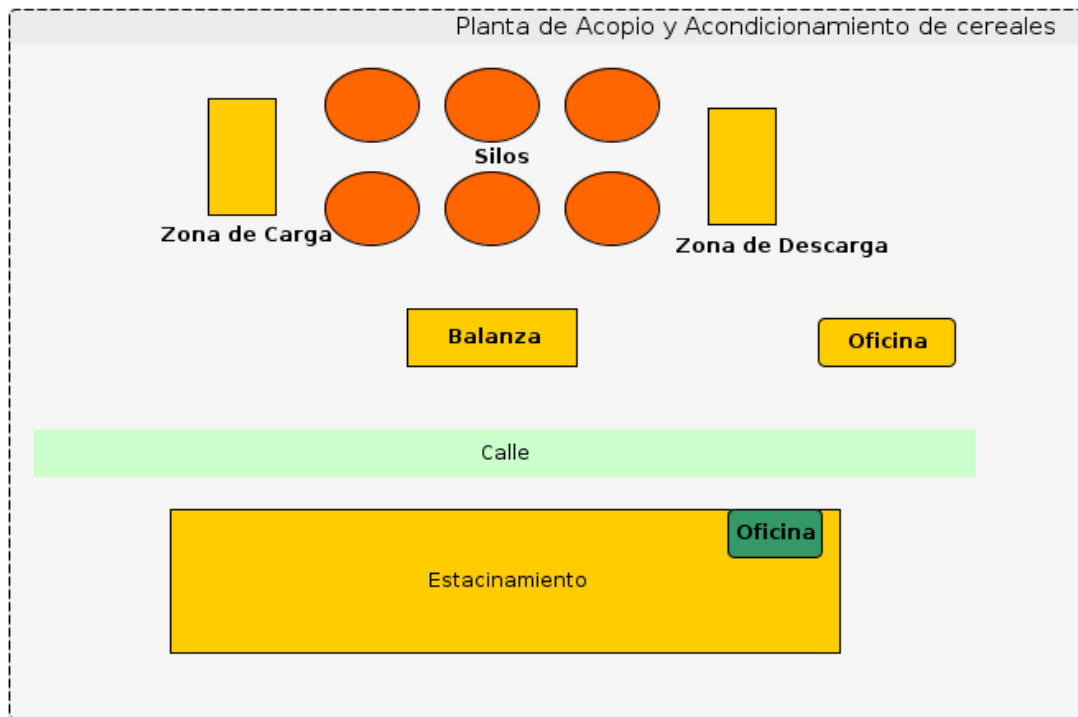 Planta de Acopio y Acondicionamiento de cereales
Silos
Zona de Carga
Zona de Descarga
Balanza
Oficina
Calle
Oficina
Estacinamiento